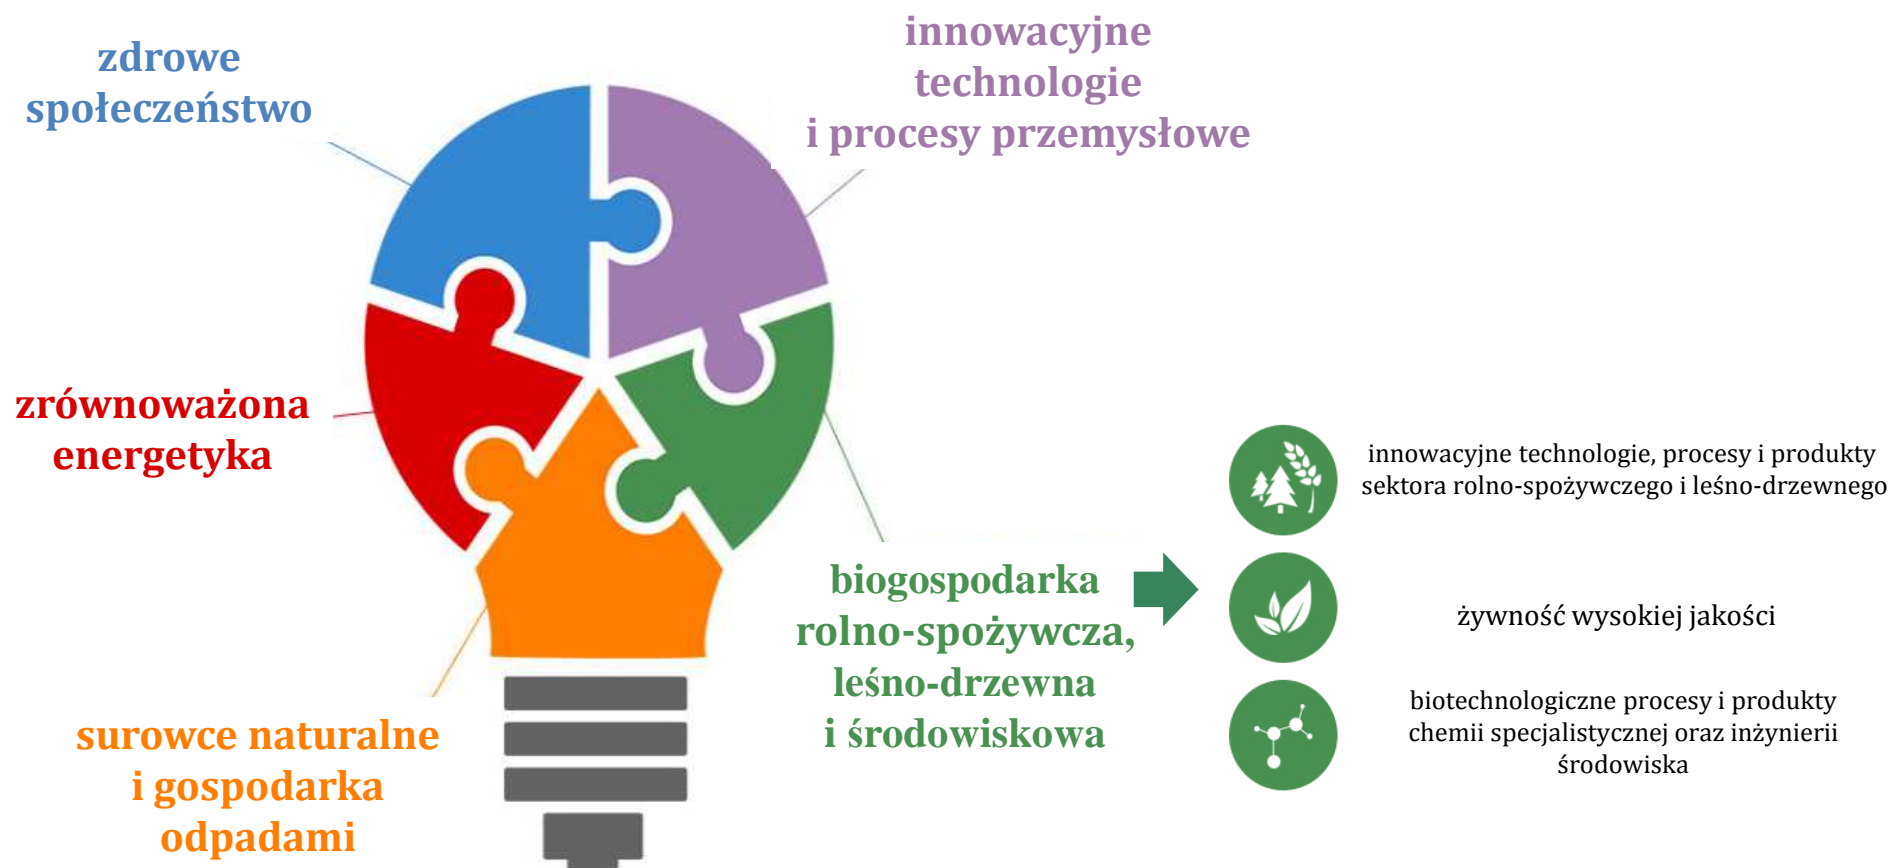 zdrowe
społeczeństwo
innowacyjne
technologie
i procesy przemysłowe
zrównoważona
energetyka
surowce naturalne
i gospodarka
odpadami
biogospodarka
rolno-spożywcza,
leśno-drzewna
i środowiskowa
innowacyjne technologie, procesy i produkty
sektora rolno-spożywczego i leśno-drzewnego
żywność wysokiej jakości
biotechnologiczne procesy i produkty
chemii specjalistycznej oraz inżynierii
środowiska